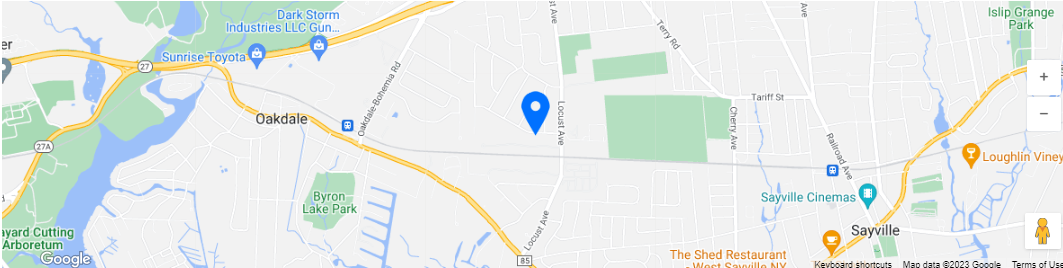 Dark Storm
Industries LLC Gun...
Sunrise Toyota
er
27
Oakdale-Bohemia Rd
Locust Ave
Terry Rd
Islip Grange
Park
+
−
Tariff St
Oakdale
Locust Ave
Cherry Ave
Railroad Ave
27A
Loughlin Viney
Byron
Lake Park
Sayville Cinemas
ayard Cutting
Arboretum
Locust Ave
Sayville
85
The Shed Restaurant
- West Sayville NY
Google
Keyboard shortcuts
Map data ©2023 Google
Terms of Use